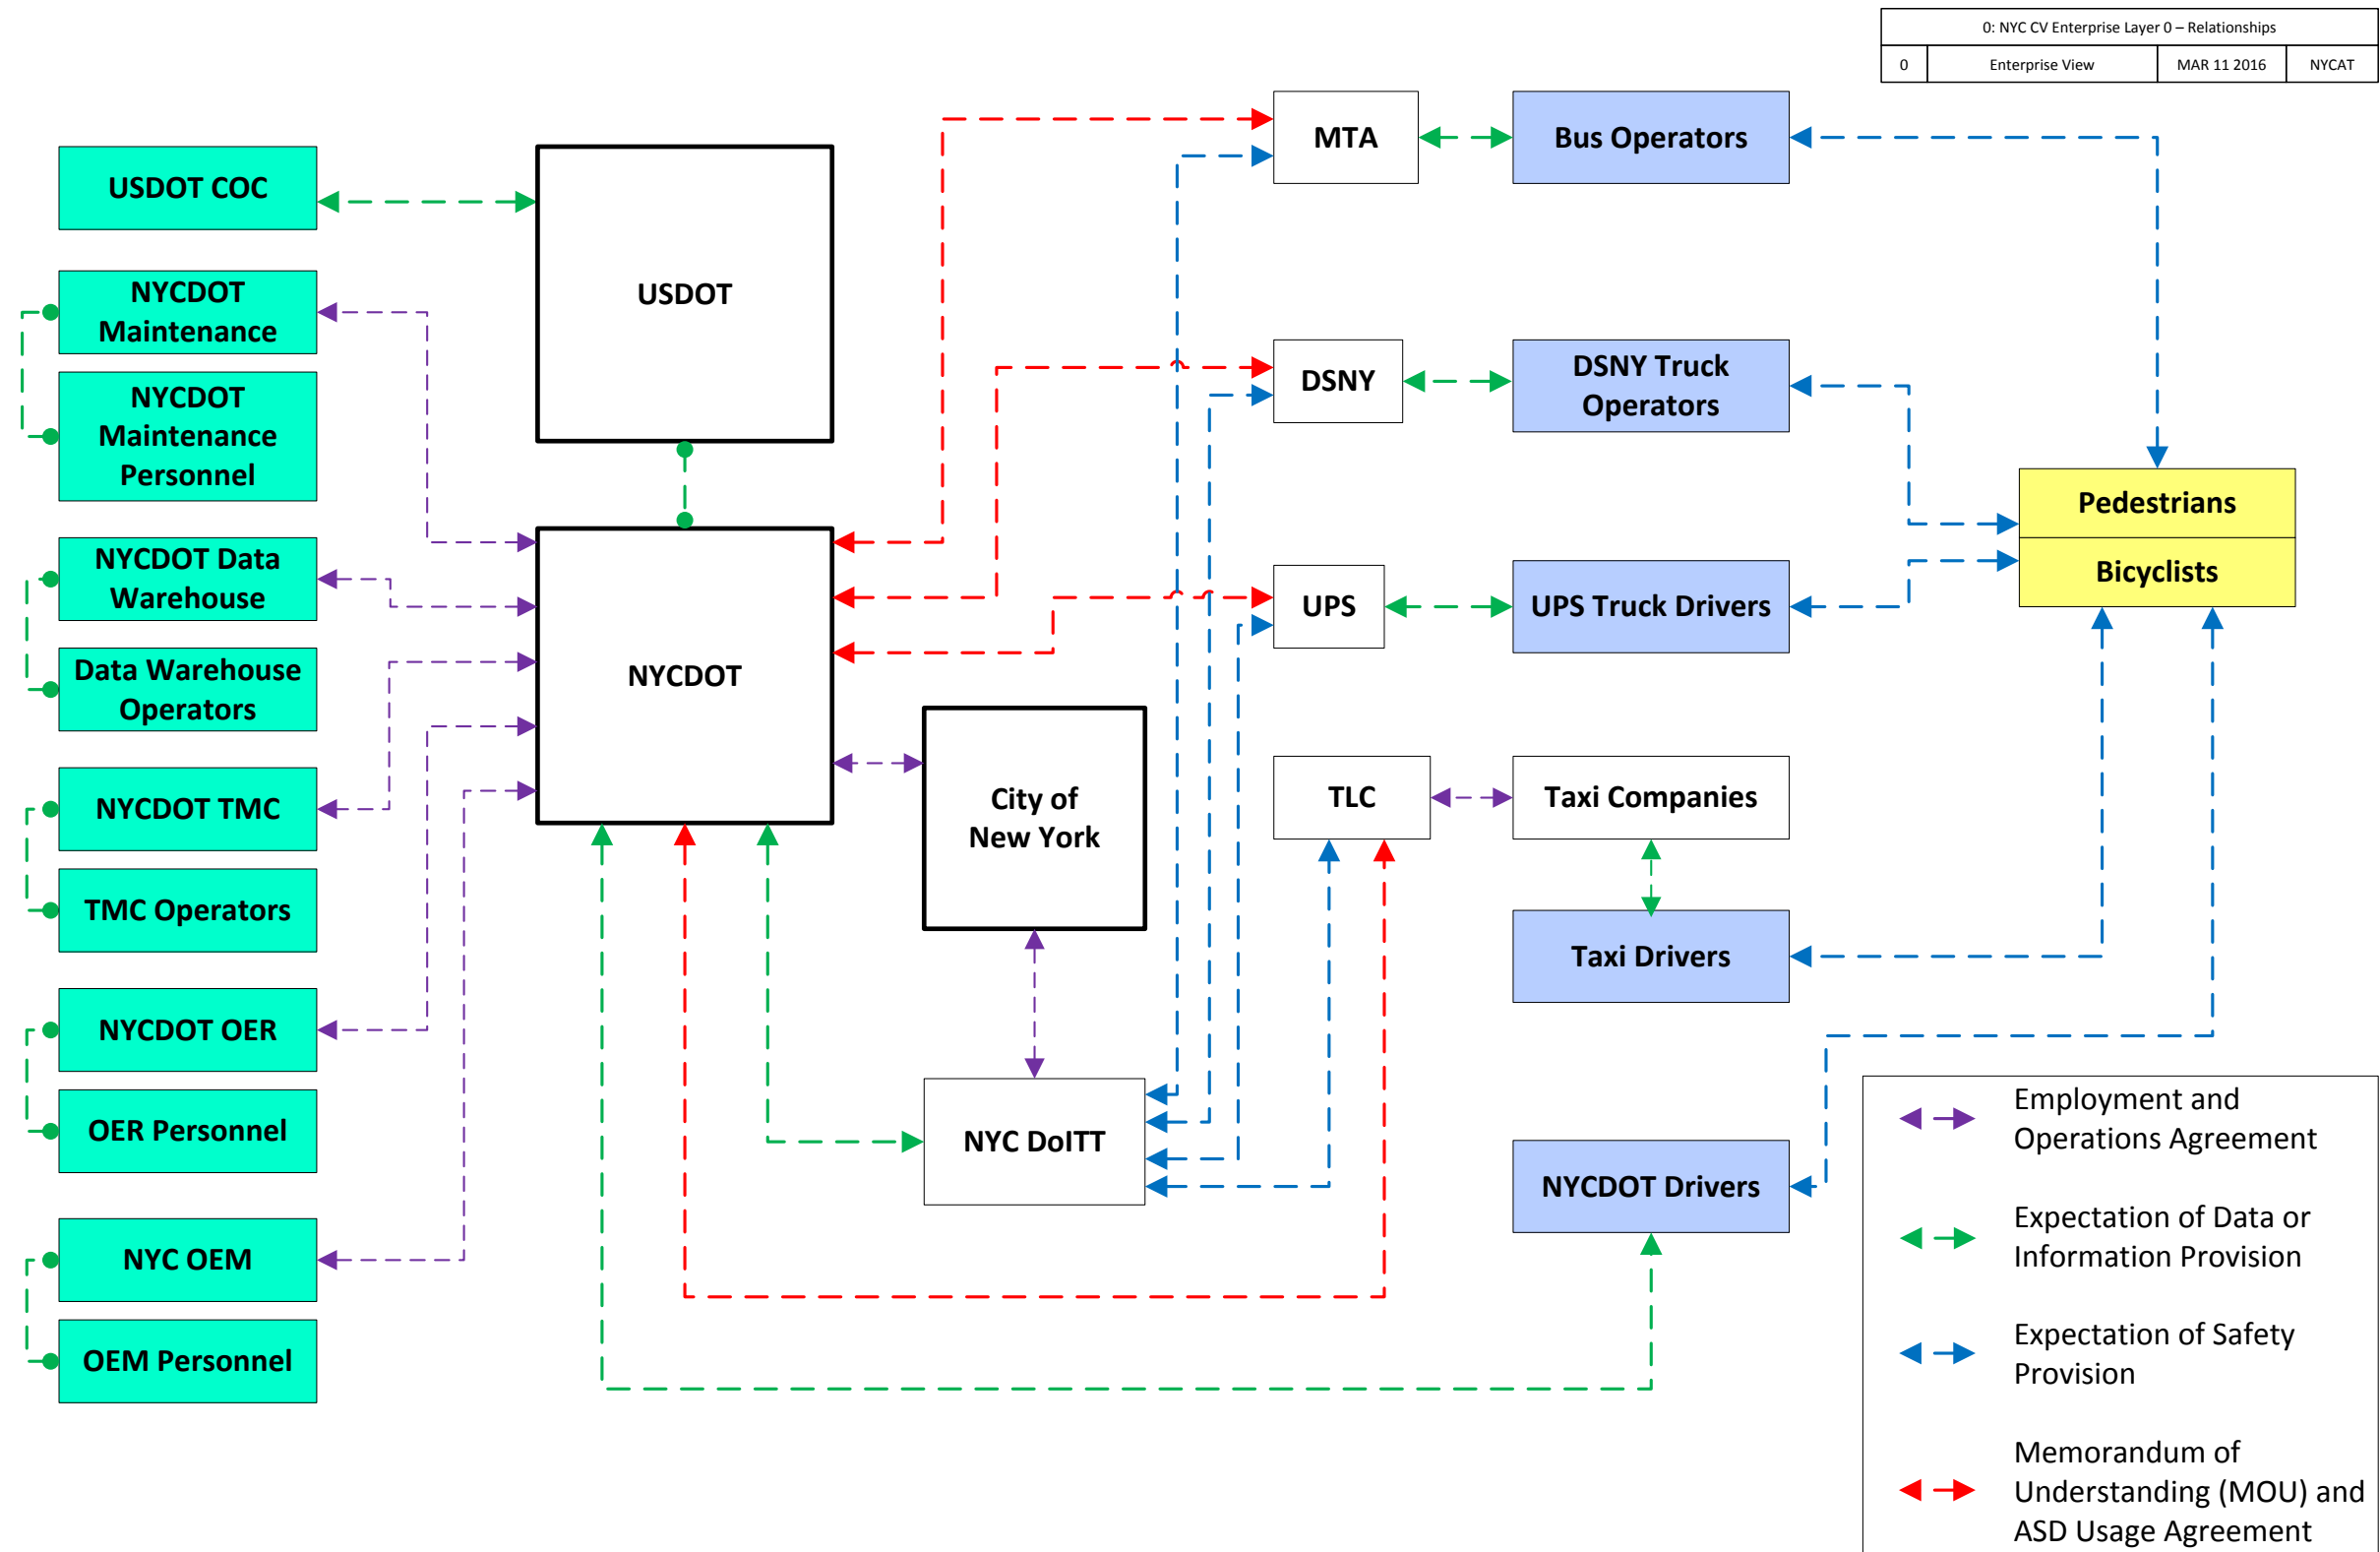 0: NYC CV Enterprise Layer 0 – Relationships
0 Enterprise View MAR 11 2016 NYCAT
USDOT COC
NYCDOT
Maintenance
NYCDOT
Maintenance
Personnel
NYCDOT Data
Warehouse
Data Warehouse
Operators
NYCDOT TMC
TMC Operators
NYCDOT OER
OER Personnel
NYC OEM
OEM Personnel
USDOT
NYCDOT
City of
New York
NYC DoITT
MTA
DSNY
UPS
TLC
Bus Operators
DSNY Truck
Operators
UPS Truck Drivers
Taxi Companies
Taxi Drivers
NYCDOT Drivers
Pedestrians
Bicyclists
Employment and
Operations Agreement
Expectation of Data or
Information Provision
Expectation of Safety
Provision
Memorandum of
Understanding (MOU) and
ASD Usage Agreement